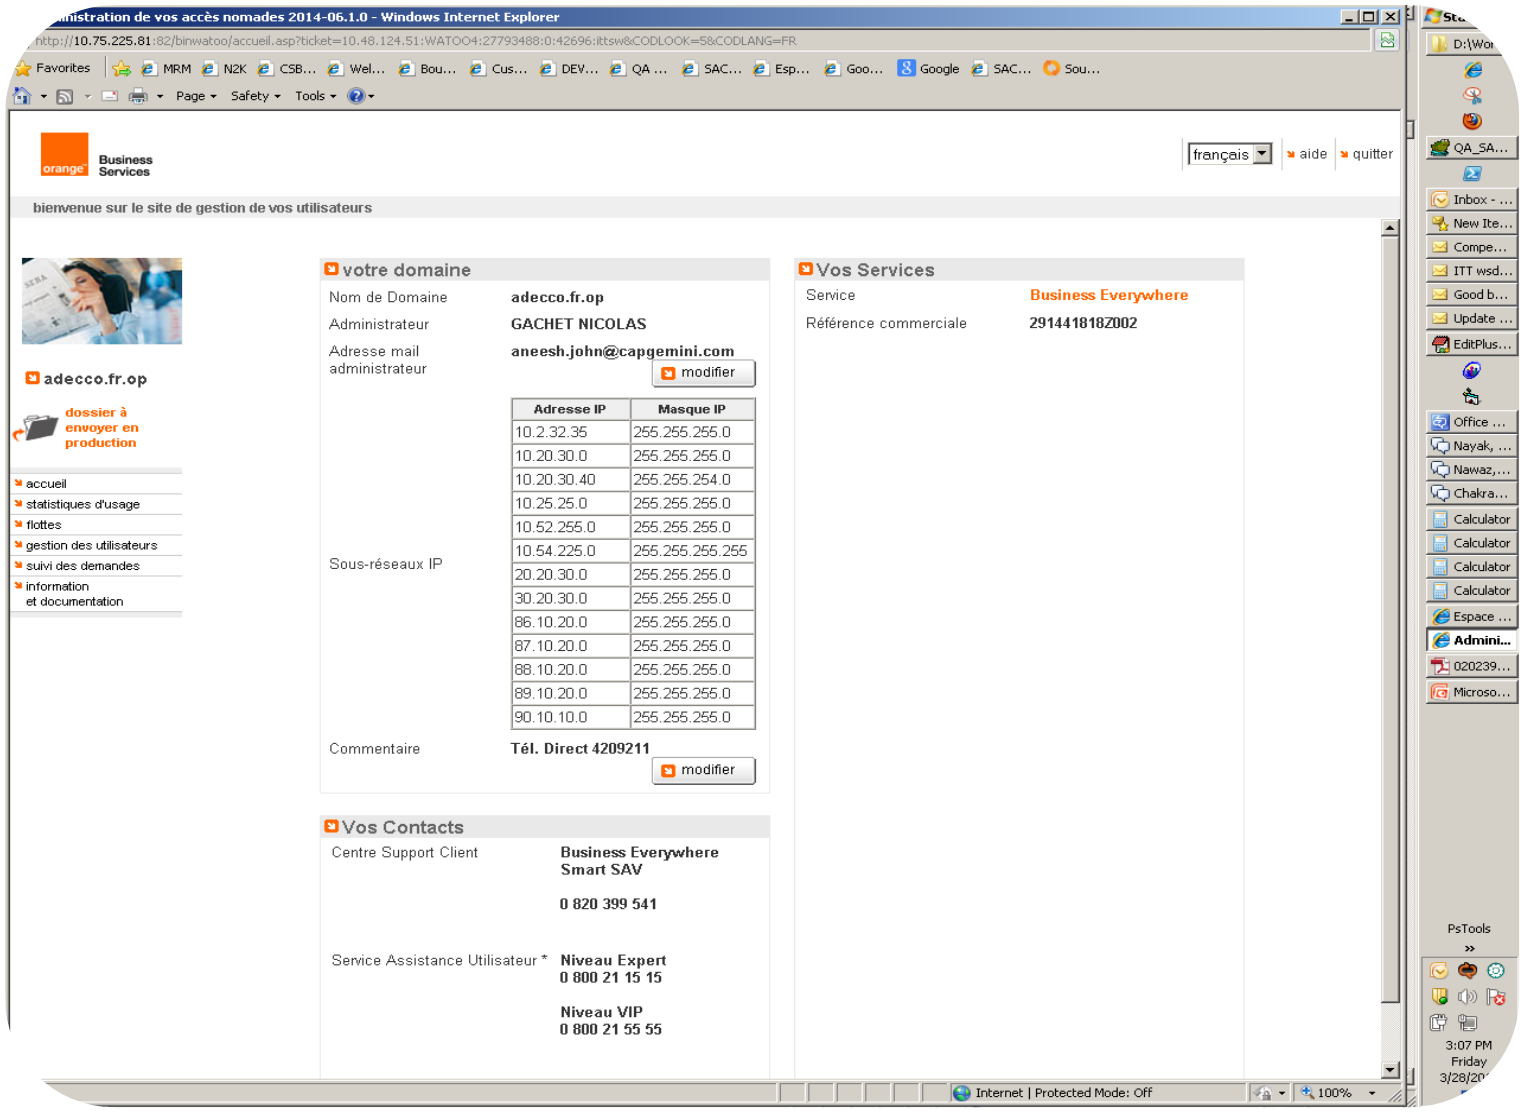 nistration de vos accès nomades 2014-06.1.0 - Windows Internet Explorer
http://10.75.225.81:82/binwatoo/accueil.asp?ticket=10.48.124.51:WATOO4:27793488:0:42696:ittsw&CODLOOK=5&CODLANG=FR
Favorites MRM N2K CSB... Wel... Bou... Cus... DEV... QA ... SAC... Esp... Goo... Google SAC... Sou...
Page Safety Tools
orange Business Services
français aide quitter
bienvenue sur le site de gestion de vos utilisateurs
adecco.fr.op
dossier à
envoyer en
production
accueil
statistiques d'usage
flottes
gestion des utilisateurs
suivi des demandes
information
et documentation
votre domaine
Nom de Domaine adecco.fr.op
Administrateur GACHET NICOLAS
Adresse mail administrateur aneesh.john@capgemini.com
modifier
Sous-réseaux IP
Adresse IP Masque IP
10.2.32.35 255.255.255.0
10.20.30.0 255.255.255.0
10.20.30.40 255.255.254.0
10.25.25.0 255.255.255.0
10.52.255.0 255.255.255.0
10.54.225.0 255.255.255.255
20.20.30.0 255.255.255.0
30.20.30.0 255.255.255.0
86.10.20.0 255.255.255.0
87.10.20.0 255.255.255.0
88.10.20.0 255.255.255.0
89.10.20.0 255.255.255.0
90.10.10.0 255.255.255.0
Commentaire Tél. Direct 4209211
modifier
Vos Contacts
Centre Support Client Business Everywhere
Smart SAV
0 820 399 541
Service Assistance Utilisateur * Niveau Expert
0 800 21 15 15
Niveau VIP
0 800 21 55 55
Vos Services
Service Business Everywhere
Référence commerciale 291441818Z002
Internet | Protected Mode: Off
100%
D:\Wor
QA_SA...
Inbox - ...
New Ite...
Compe...
ITT wsd...
Good b...
Update ...
EditPlus...
Office ...
Nayak, ...
Nawaz,...
Chakra...
Calculator
Calculator
Calculator
Calculator
Espace ...
Admini...
020239...
Microso...
PsTools
»
3:07 PM
Friday